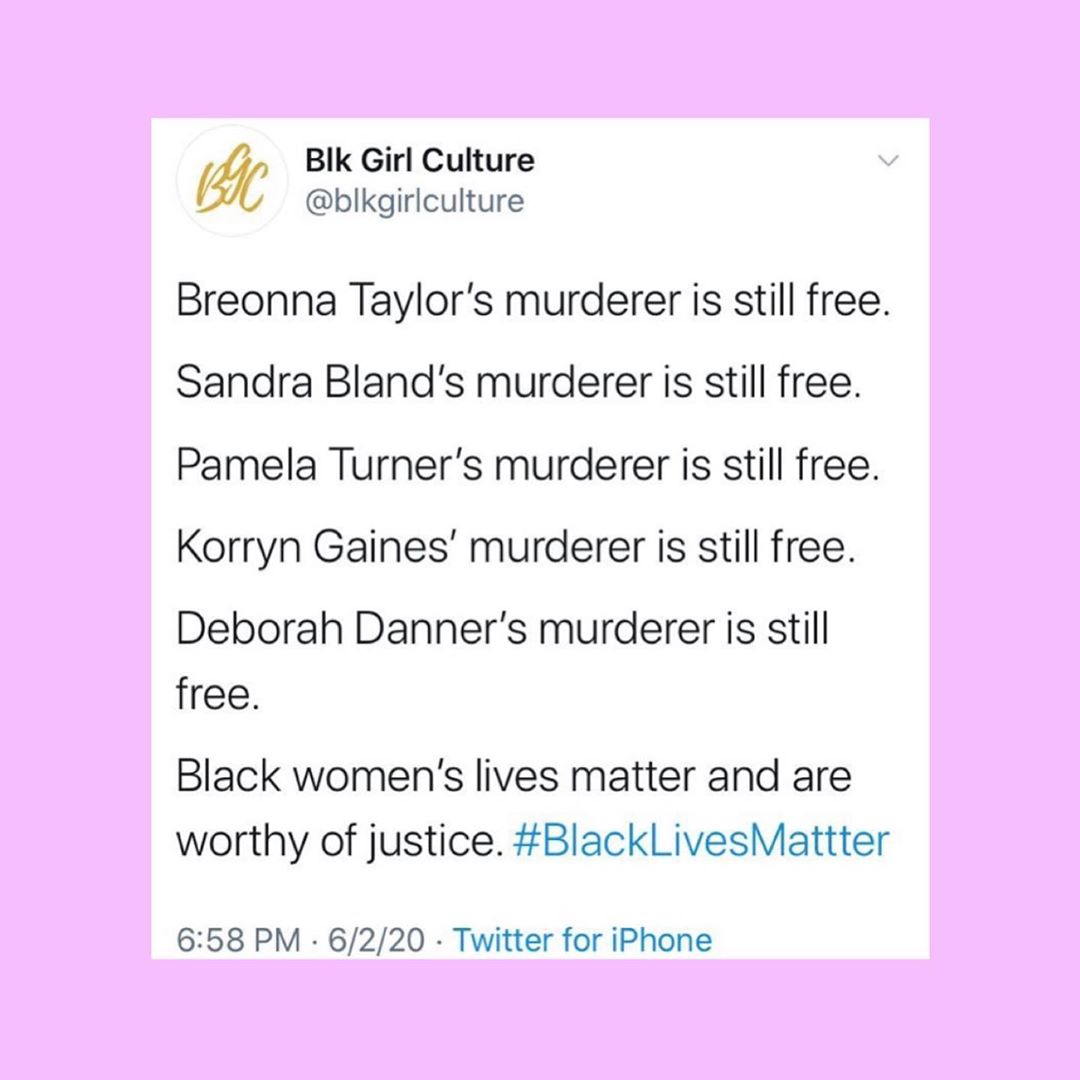 BGC
Blk Girl Culture
@blkgirlculture
Breonna Taylor's murderer is still free.
Sandra Bland's murderer is still free.
Pamela Turner's murderer is still free.
Korryn Gaines' murderer is still free.
Deborah Danner's murderer is still
free.
Black women's lives matter and are
worthy of justice. #BlackLivesMattter
6:58 PM · 6/2/20 · Twitter for iPhone